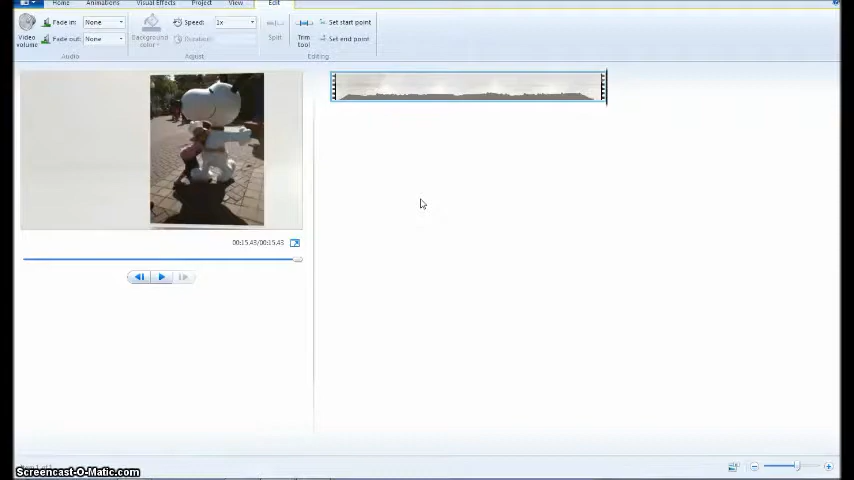 Home Animations Visual Effects Project View Edit
Video volume
Fade in: None
Fade out: None
Audio
Background color
Speed: 1x
Duration:
Adjust
Split
Trim tool
Set start point
Set end point
Editing
00:15.43/00:15.43
Screencast-O-Matic.com